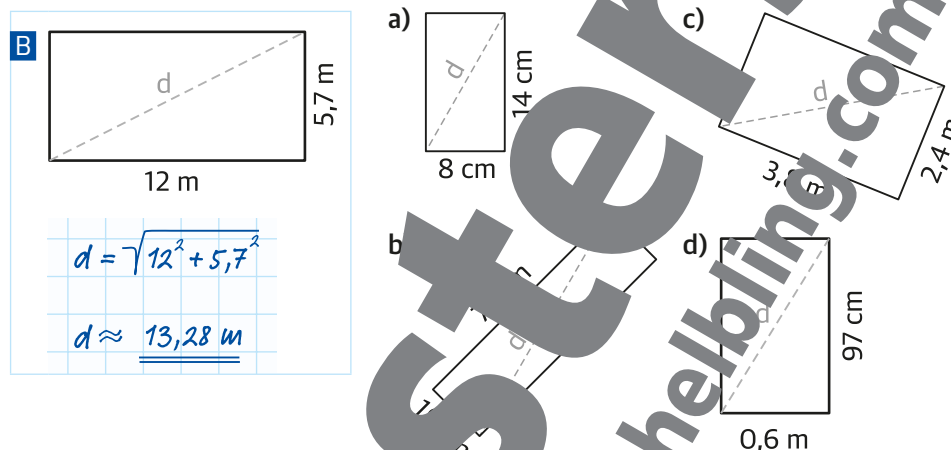 B
d
5,7 m
12 m
d = √12² + 5,7²
d ≈ 13,28 m
a)
d
14 cm
8 cm
b
d
c)
d
2,4 m
d)
d
97 cm
0,6 m
ster
helbling.com